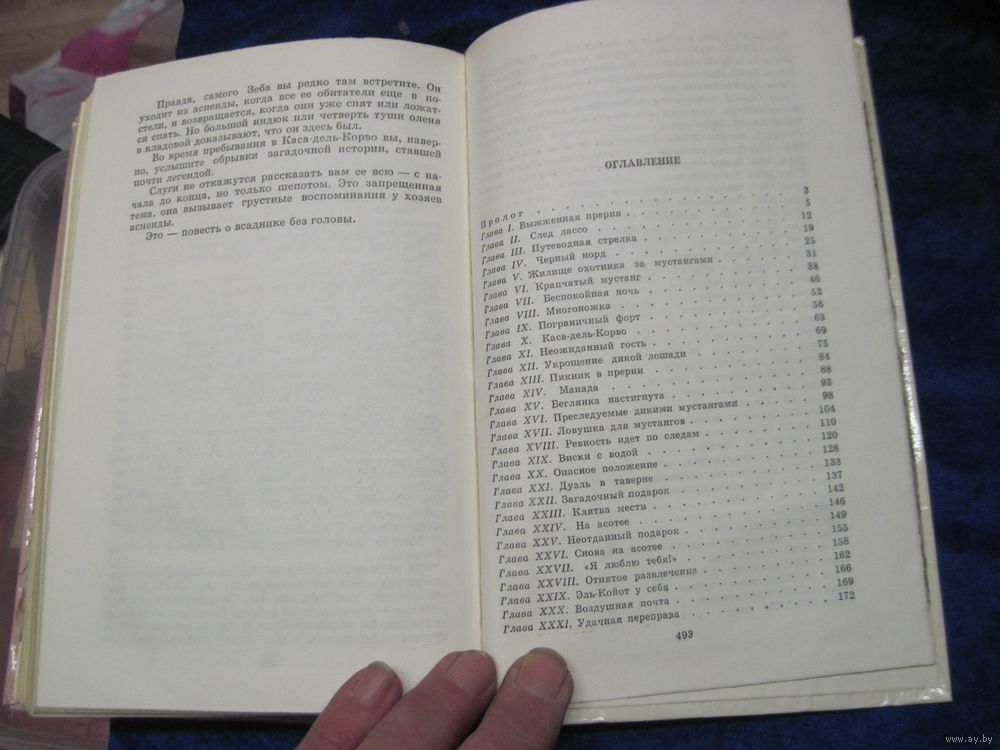 Правда, самого Зеба вы редко там встретите. Он
уходит из асиенды, когда все ее обитатели еще в по-
стели, и возвращается, когда они уже спят или ложат-
ся спать. Но большой индюк или четверть туши оленя
в кладовой доказывают, что он здесь был.
Во время пребывания в Каса-дель-Корво вы, навер-
но, услышите обрывки загадочной истории, ставшей
почти легендой.
Слуги не откажутся рассказать вам ее всю — с на-
чала до конца, но только шепотом. Это запрещенная
тема, она вызывает грустные воспоминания у хозяев
асиенды.
Это — повесть о всаднике без головы.
ОГЛАВЛЕНИЕ
Пролог . . . 3
Глава I. Выжженная прерия . . . 5
Глава II. След лассо . . . 12
Глава III. Путеводная стрелка . . . 19
Глава IV. Черный норд . . . 25
Глава V. Жилище охотника за мустангами . . . 31
Глава VI. Крапчатый мустанг . . . 38
Глава VII. Беспокойная ночь . . . 46
Глава VIII. Многоножка . . . 52
Глава IX. Пограничный форт . . . 56
Глава X. Каса-дель-Корво . . . 63
Глава XI. Неожиданный гость . . . 69
Глава XII. Укрощение дикой лошади . . . 75
Глава XIII. Пикник в прерии . . . 84
Глава XIV. Манада . . . 88
Глава XV. Беглянка настигнута . . . 93
Глава XVI. Преследуемые дикими мустангами . . . 98
Глава XVII. Ловушка для мустангов . . . 104
Глава XVIII. Ревность идет по следам . . . 110
Глава XIX. Виски с водой . . . 120
Глава XX. Опасное положение . . . 128
Глава XXI. Дуэль в таверне . . . 133
Глава XXII. Загадочный подарок . . . 137
Глава XXIII. Клятва мести . . . 142
Глава XXIV. На асотее . . . 146
Глава XXV. Неотданный подарок . . . 149
Глава XXVI. Снова на асотее . . . 155
Глава XXVII. «Я люблю тебя!» . . . 158
Глава XXVIII. Отнятое развлечение . . . 162
Глава XXIX. Эль-Койот у себя . . . 166
Глава XXX. Воздушная почта . . . 169
Глава XXXI. Удачная переправа . . . 172
493
www.ay.by